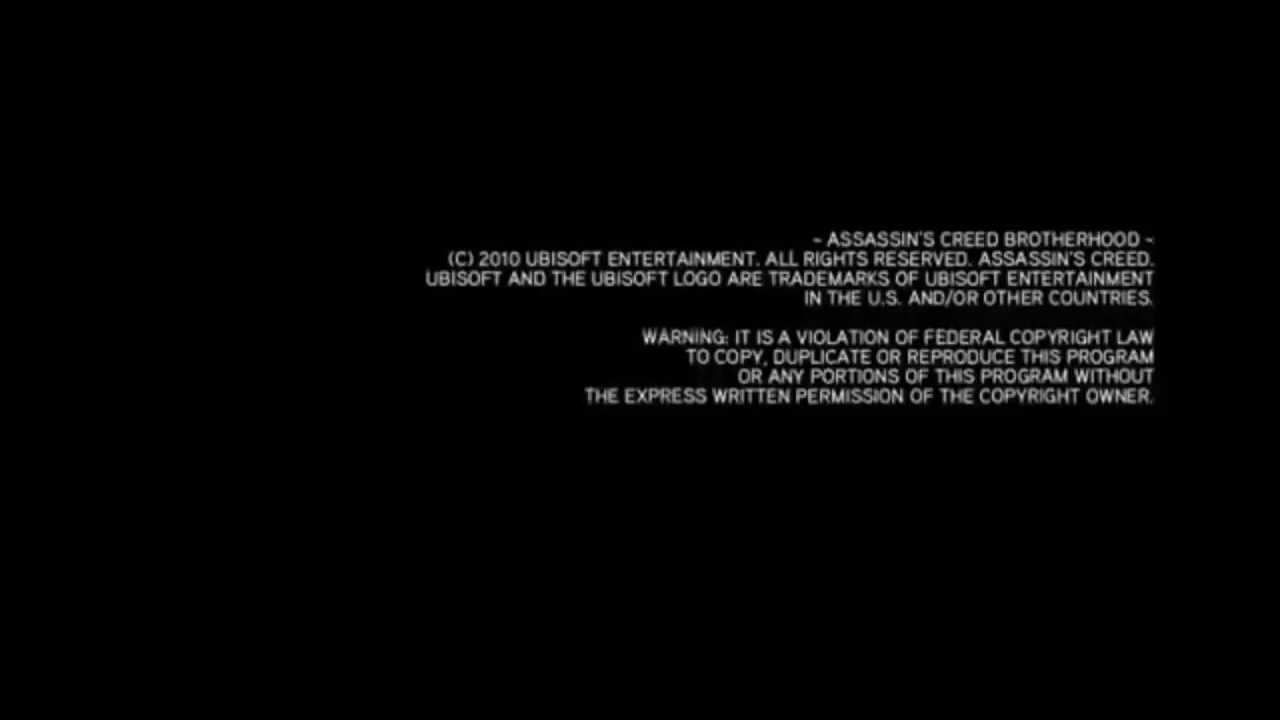 ~ ASSASSIN'S CREED BROTHERHOOD ~
(C) 2010 UBISOFT ENTERTAINMENT. ALL RIGHTS RESERVED. ASSASSIN'S CREED.
UBISOFT AND THE UBISOFT LOGO ARE TRADEMARKS OF UBISOFT ENTERTAINMENT
IN THE U.S. AND/OR OTHER COUNTRIES.
WARNING: IT IS A VIOLATION OF FEDERAL COPYRIGHT LAW
TO COPY, DUPLICATE OR REPRODUCE THIS PROGRAM
OR ANY PORTIONS OF THIS PROGRAM WITHOUT
THE EXPRESS WRITTEN PERMISSION OF THE COPYRIGHT OWNER.